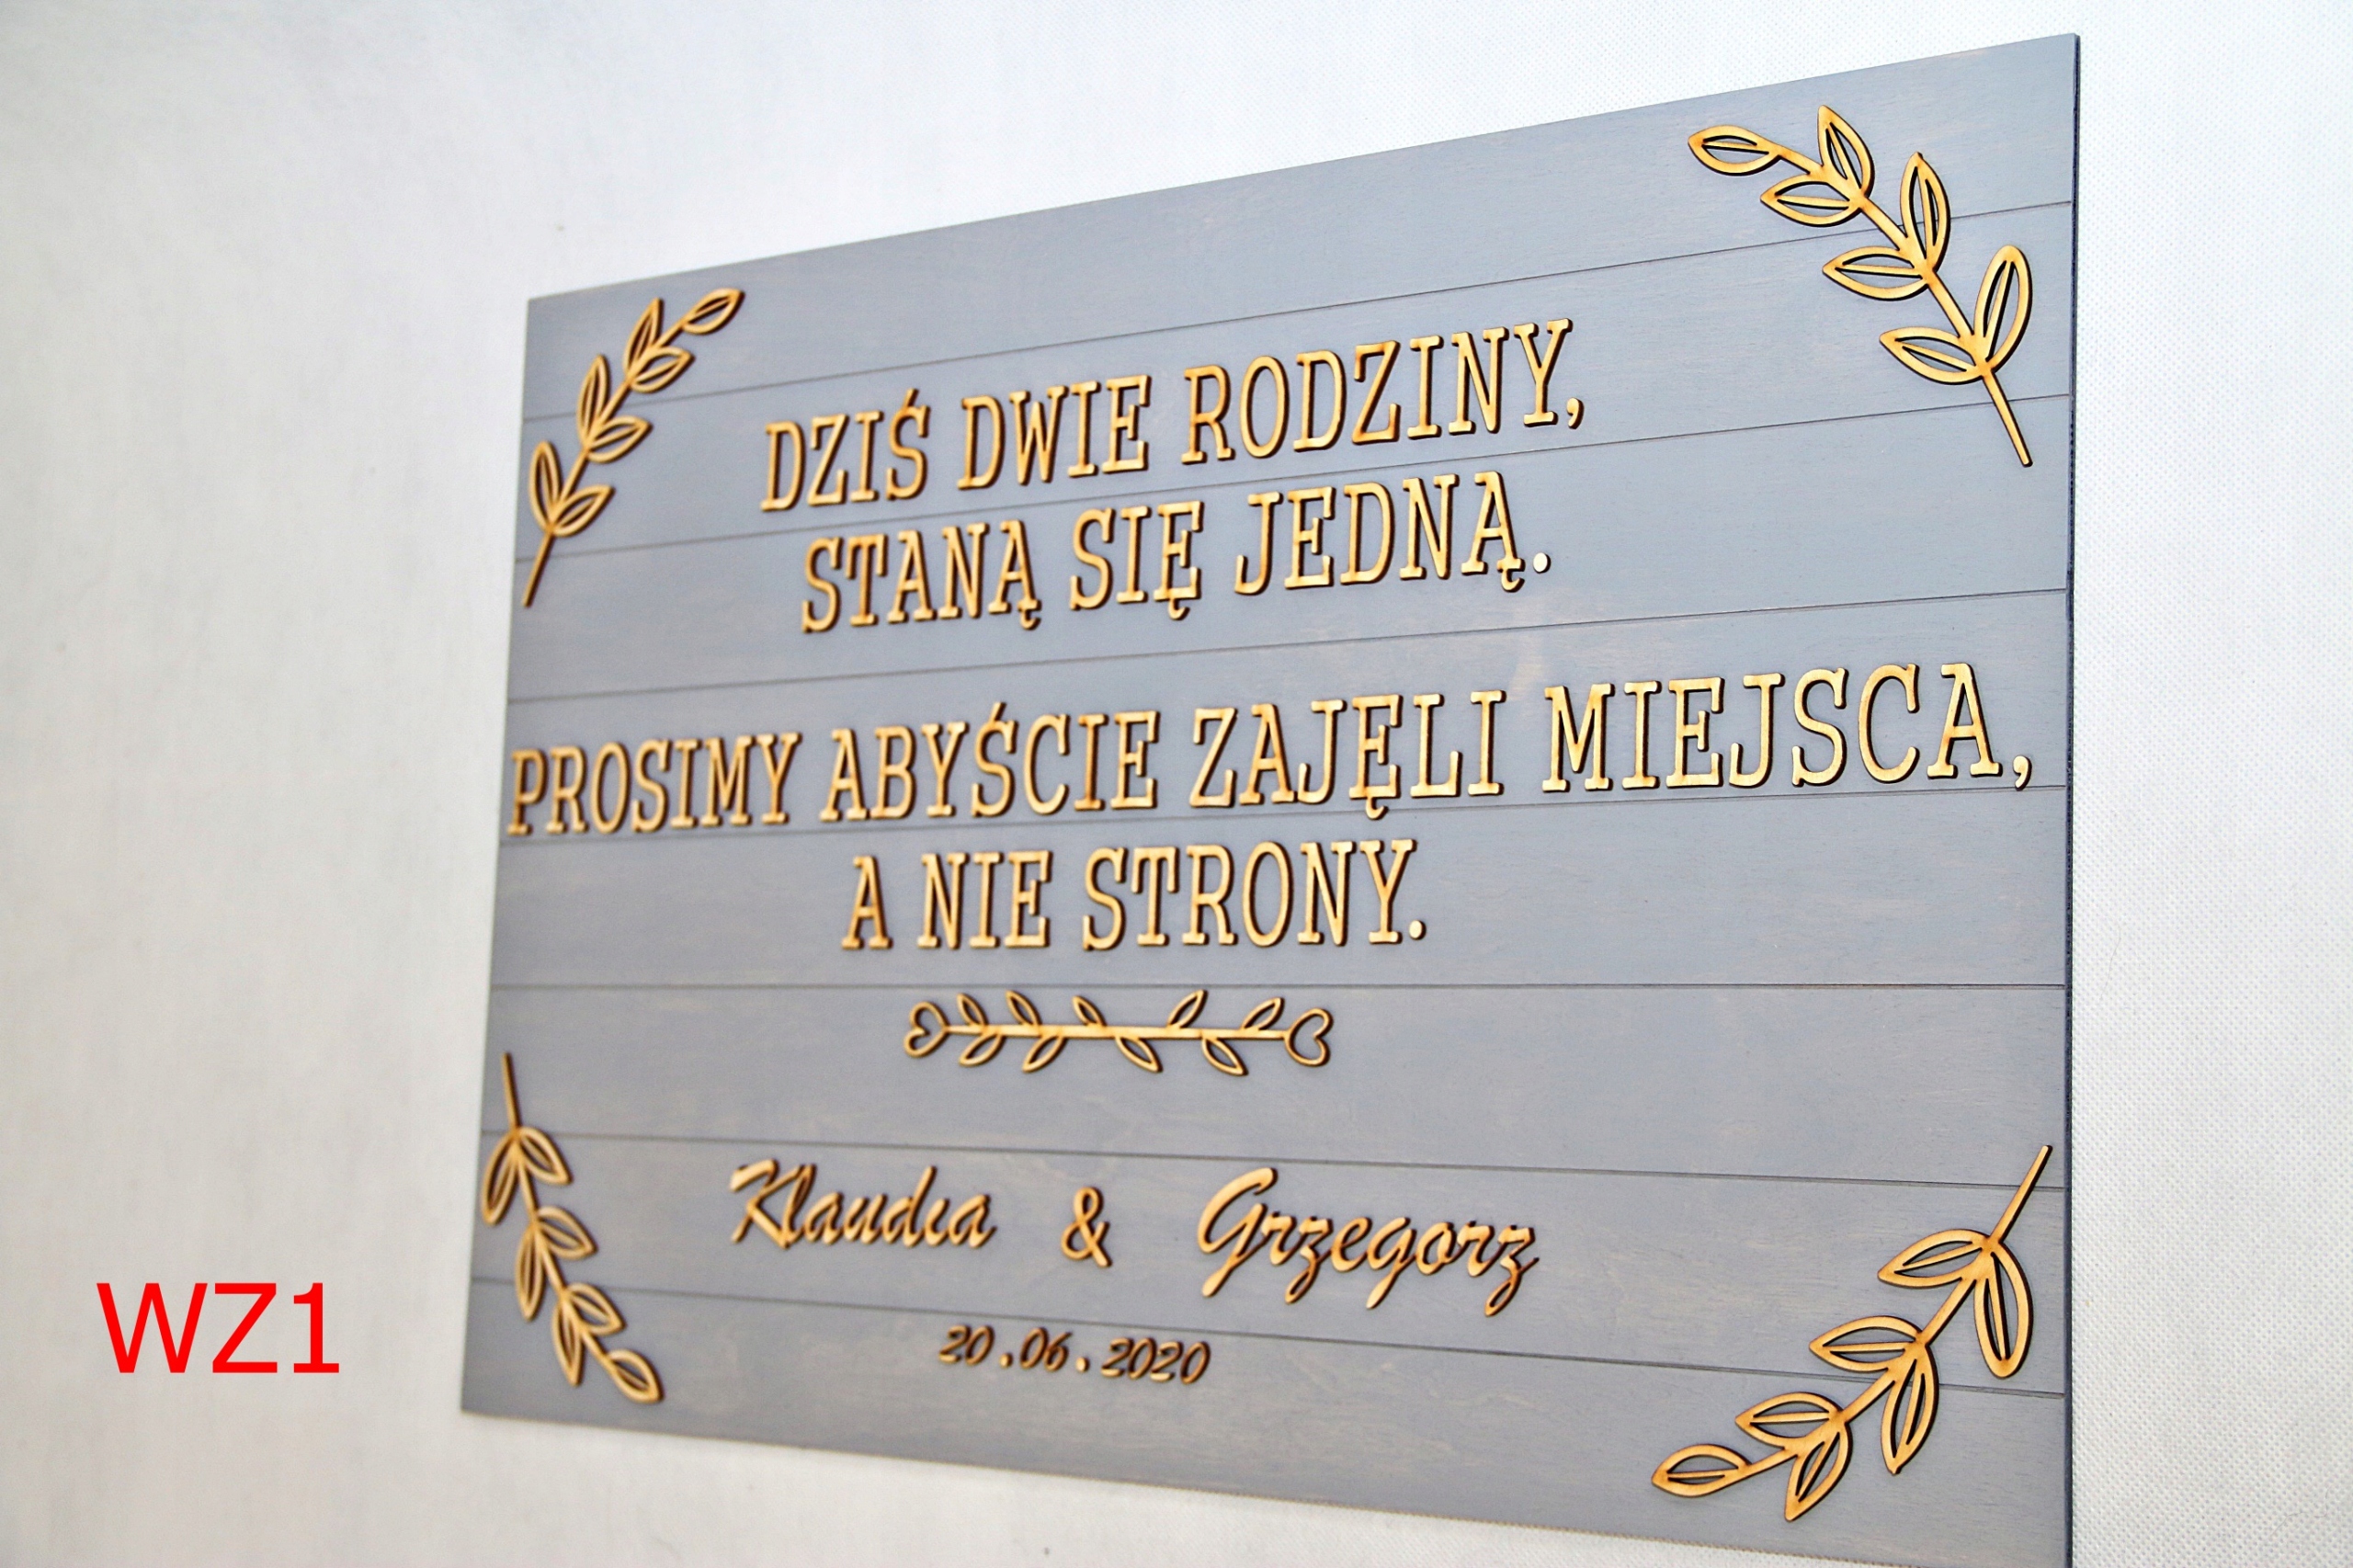 DZIŚ DWIE RODZINY,
STANĄ SIĘ JEDNĄ.
PROSIMY ABYŚCIE ZAJĘLI MIEJSCA,
A NIE STRONY.
Klaudia & Grzegorz
20.06.2020
WZ1